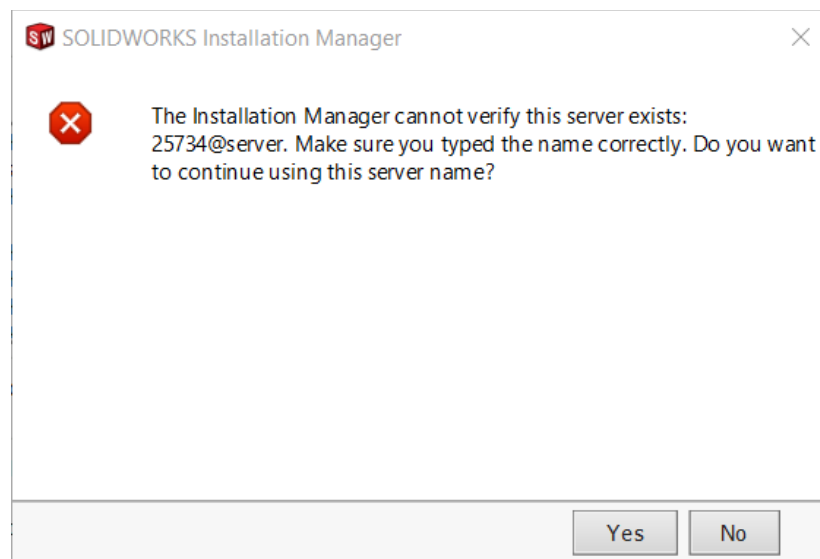 SW SOLIDWORKS Installation Manager
The Installation Manager cannot verify this server exists:
25734@server. Make sure you typed the name correctly. Do you want
to continue using this server name?
Yes No